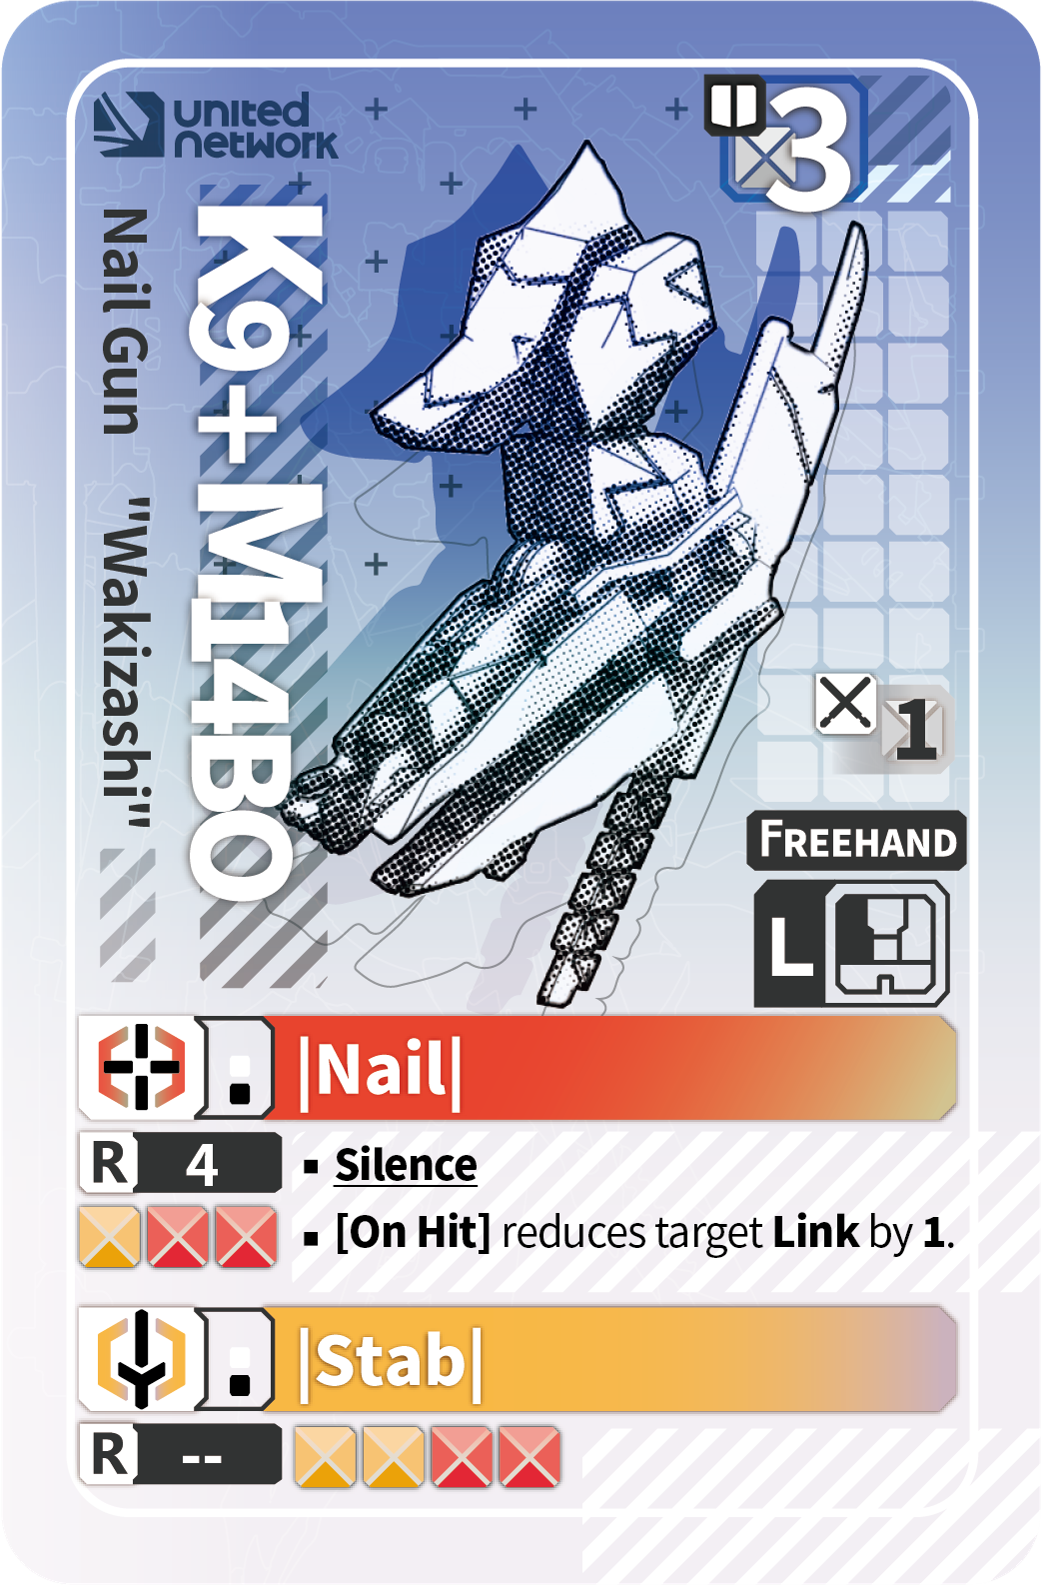 united
network
3
Nail Gun "Wakizashi"
K9+M14BO
1
FREEHAND
L
|Nail|
R 4
▪ Silence
▪ [On Hit] reduces target Link by 1.
|Stab|
R --